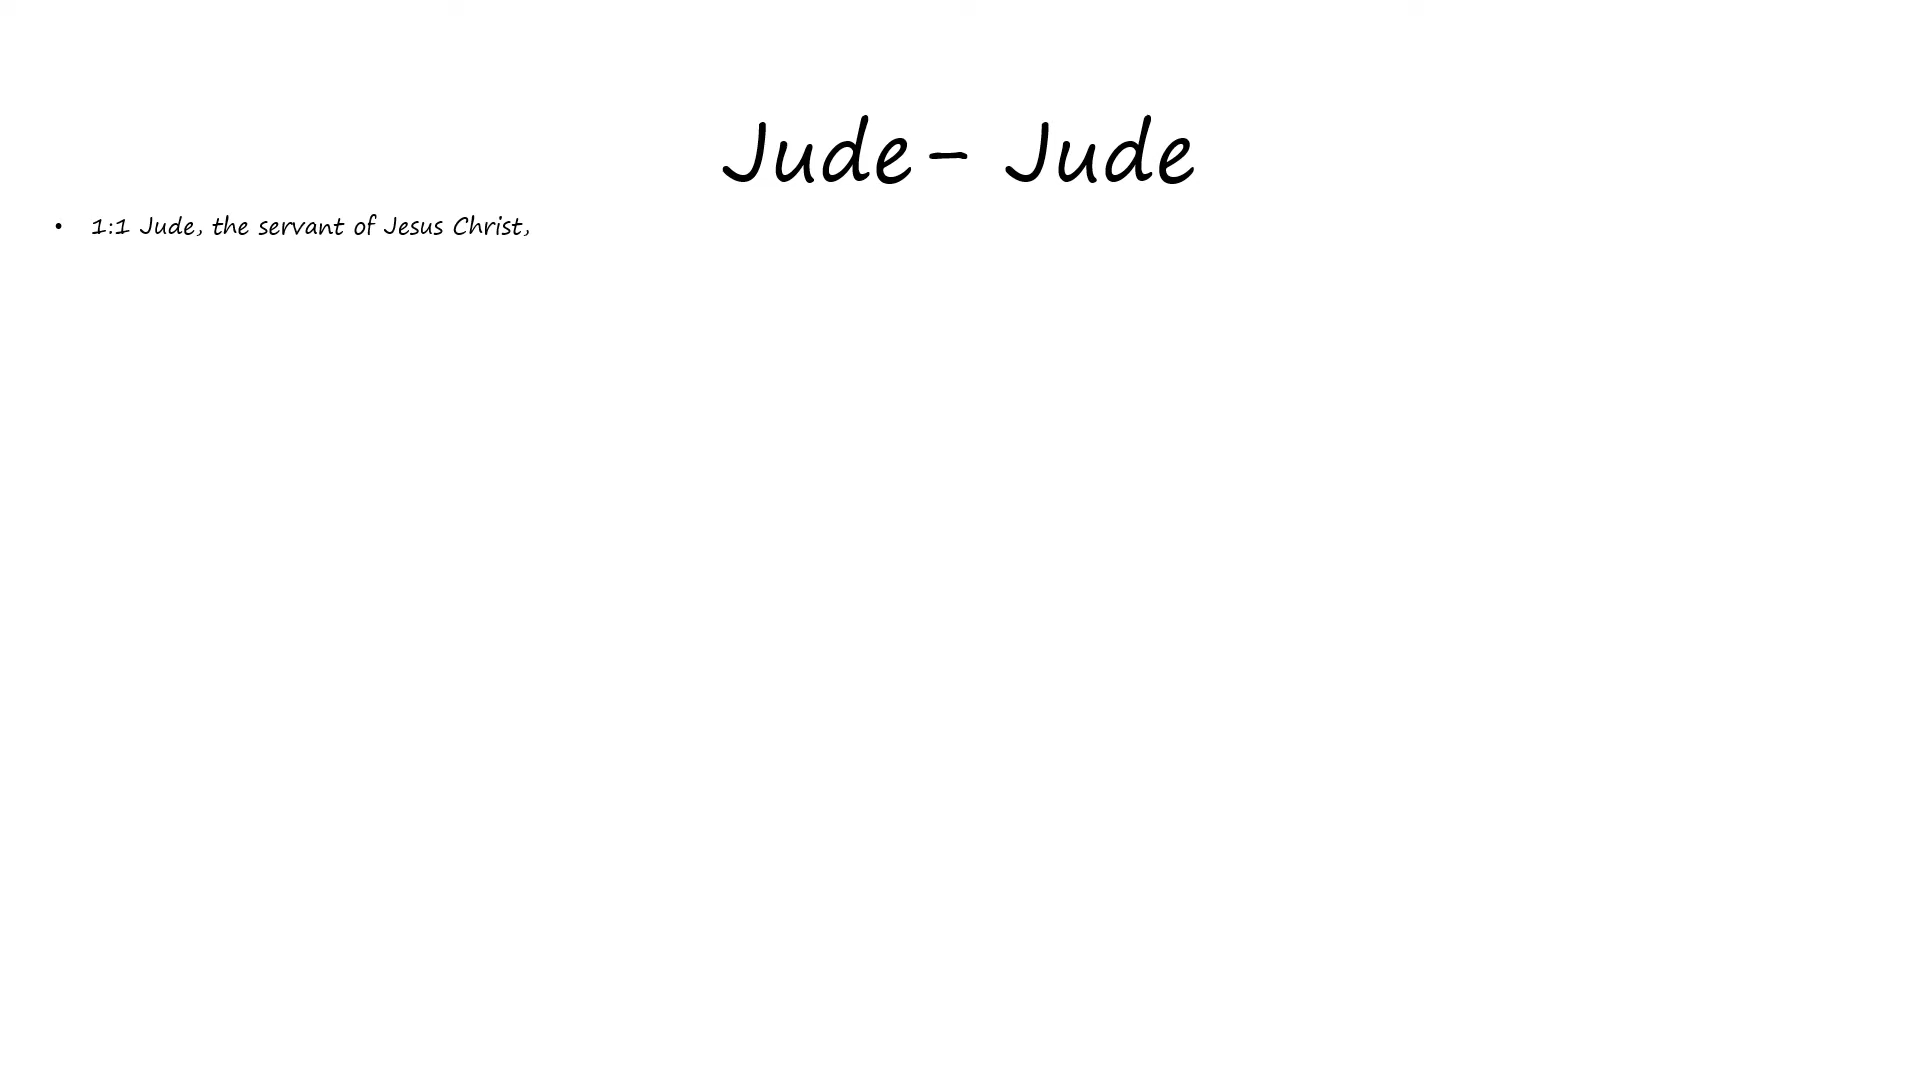 Jude – Jude
• 1:1 Jude, the servant of Jesus Christ,